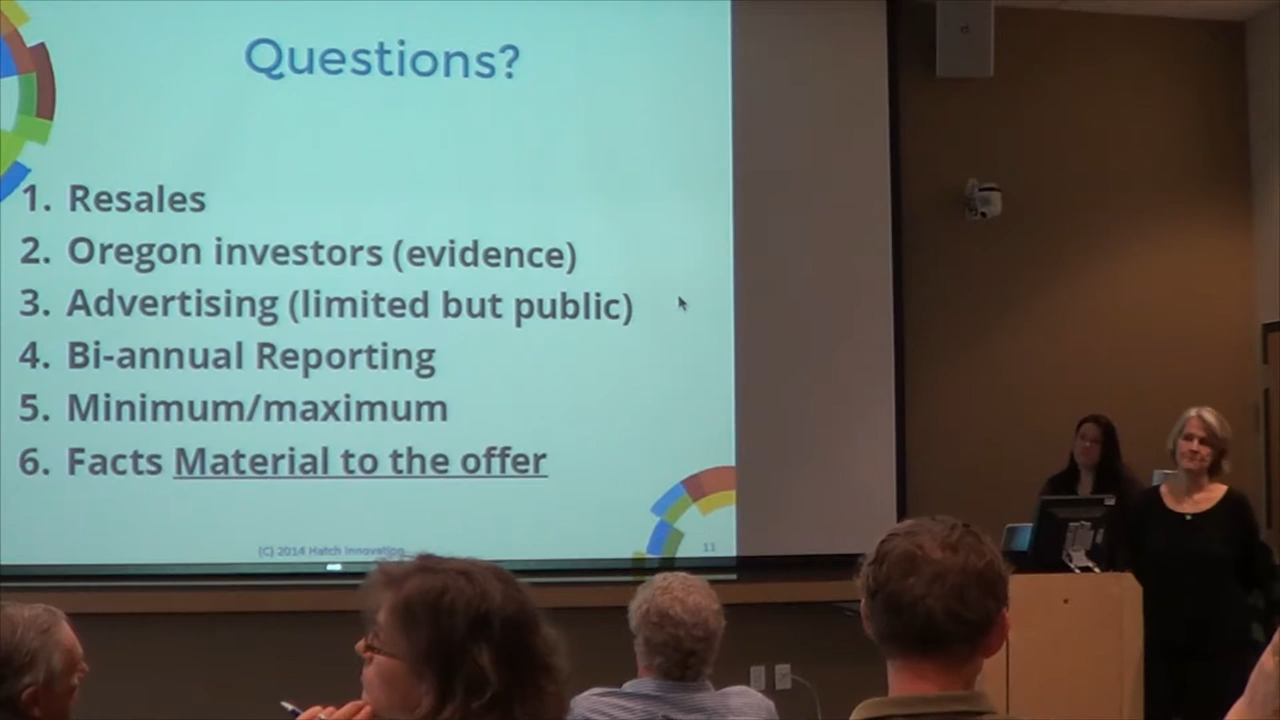 Questions?
1. Resales
2. Oregon investors (evidence)
3. Advertising (limited but public)
4. Bi-annual Reporting
5. Minimum/maximum
6. Facts Material to the offer
(C) 2014 Hatch Innovation
11